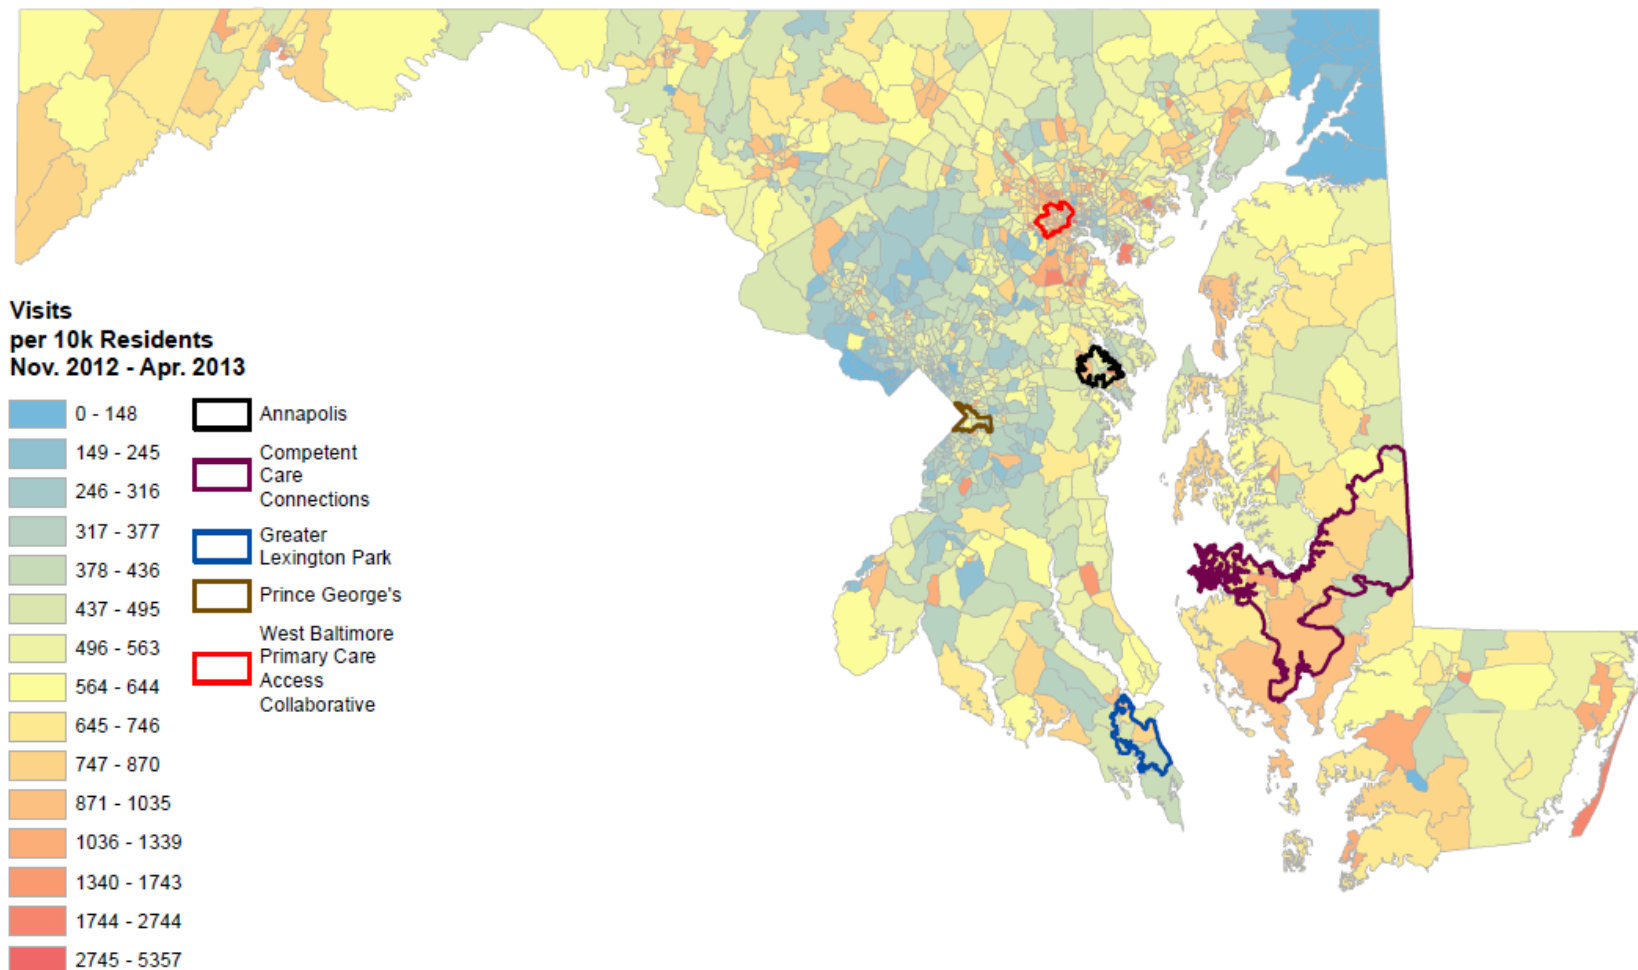 Visits
per 10k Residents
Nov. 2012 - Apr. 2013
0 - 148
149 - 245
246 - 316
317 - 377
378 - 436
437 - 495
496 - 563
564 - 644
645 - 746
747 - 870
871 - 1035
1036 - 1339
1340 - 1743
1744 - 2744
2745 - 5357
Annapolis
Competent
Care
Connections
Greater
Lexington Park
Prince George's
West Baltimore
Primary Care
Access
Collaborative